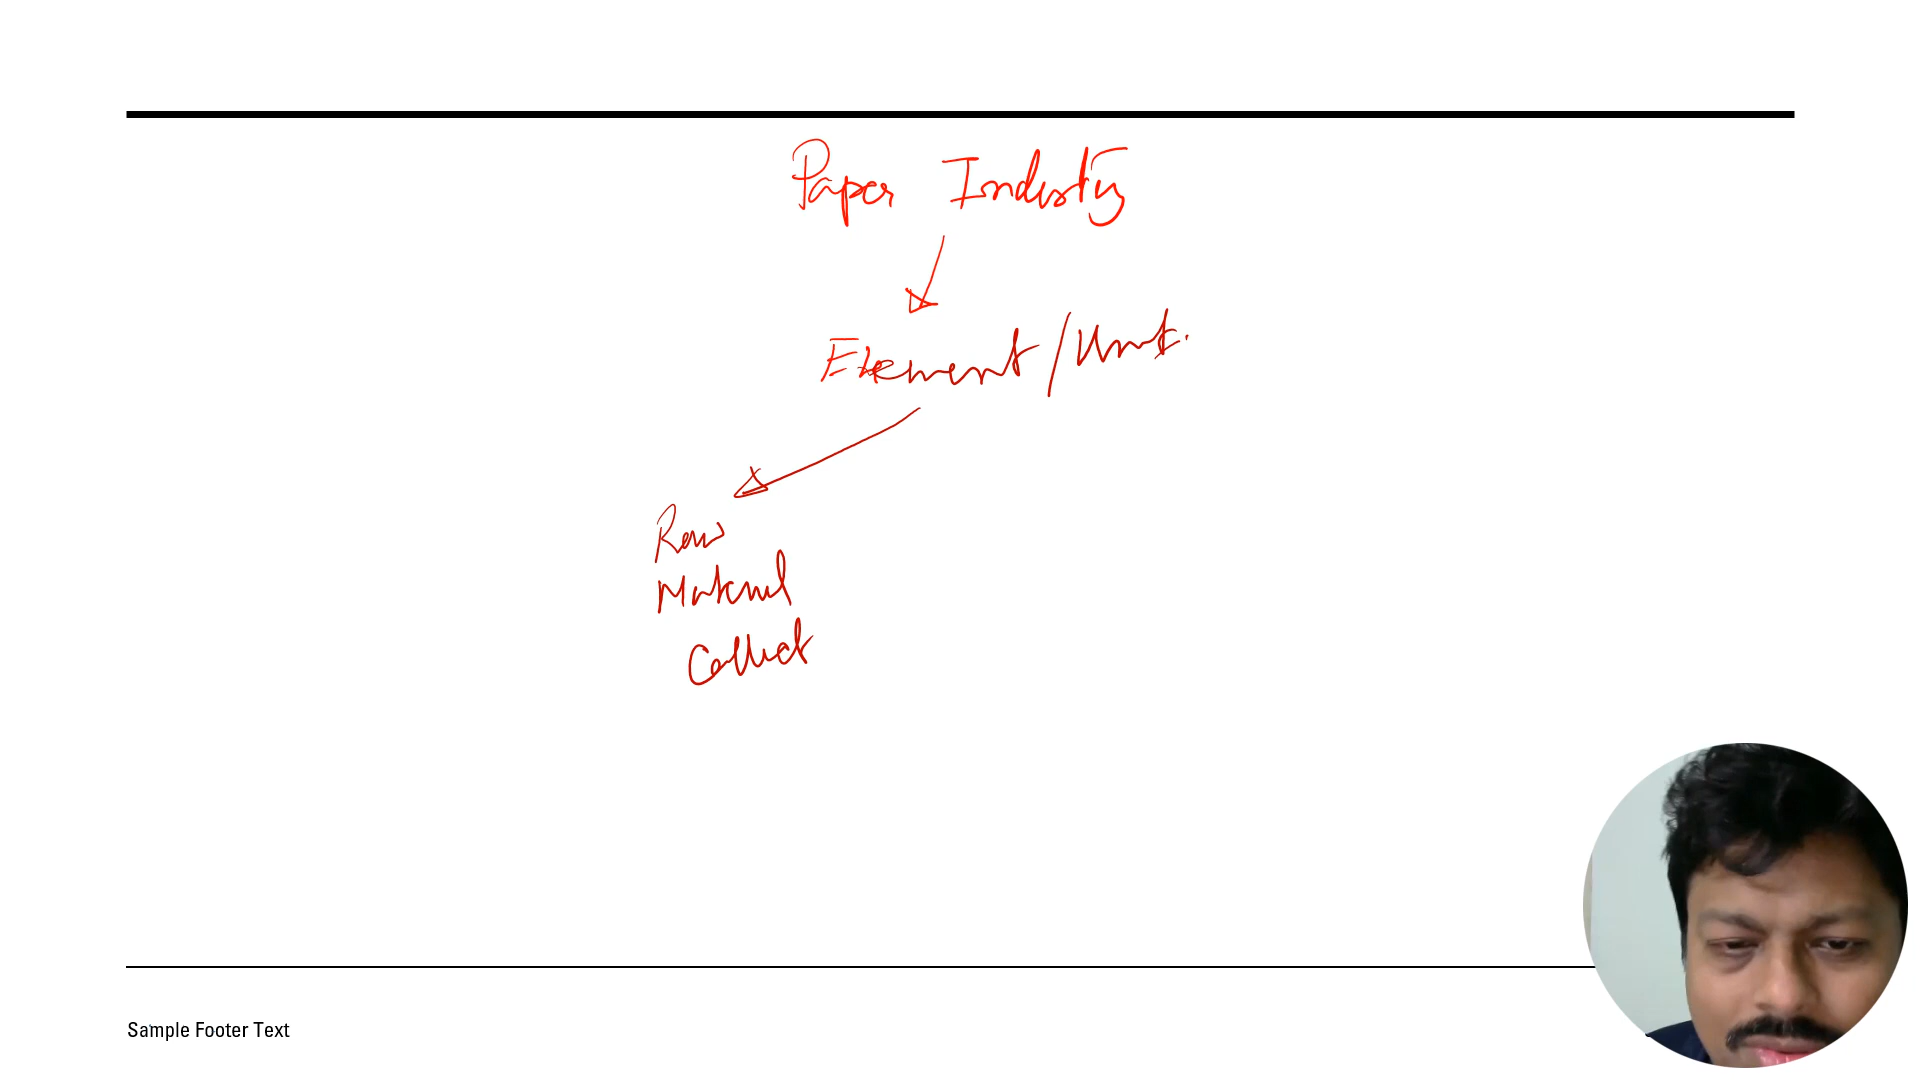 Paper Industry
Element/Unit.
Raw
Material
Collect
Sample Footer Text